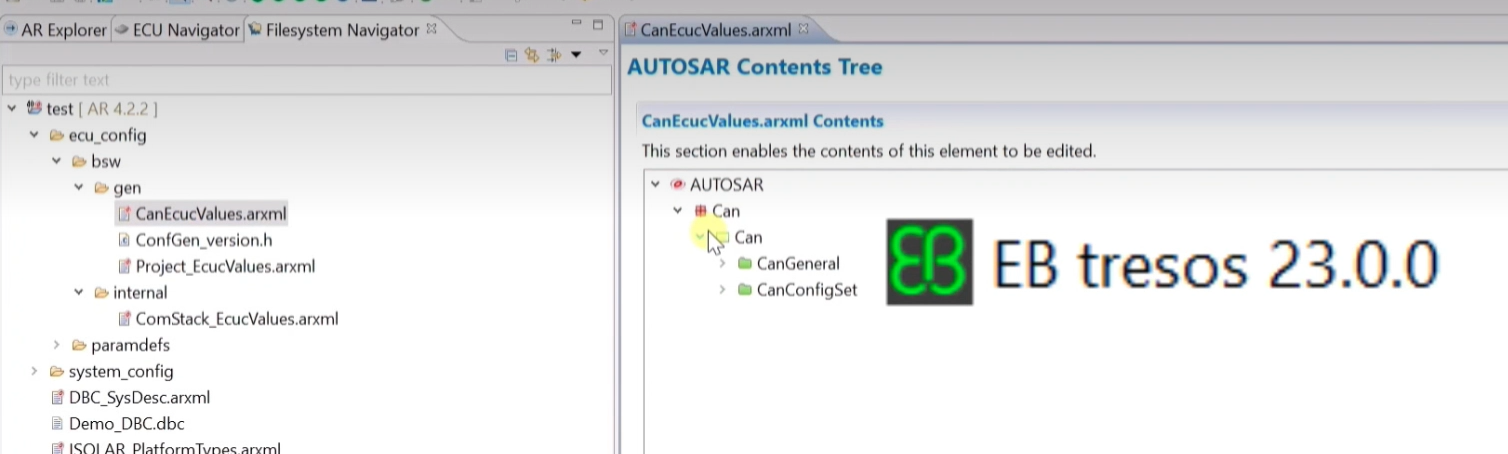 AR Explorer ECU Navigator Filesystem Navigator
type filter text
test [ AR 4.2.2 ]
ecu_config
bsw
gen
CanEcucValues.arxml
ConfGen_version.h
Project_EcucValues.arxml
internal
ComStack_EcucValues.arxml
paramdefs
system_config
DBC_SysDesc.arxml
Demo_DBC.dbc
ISOLAR_PlatformTypes.arxml
CanEcucValues.arxml
AUTOSAR Contents Tree
CanEcucValues.arxml Contents
This section enables the contents of this element to be edited.
AUTOSAR
Can
Can
CanGeneral
CanConfigSet
EB tresos 23.0.0